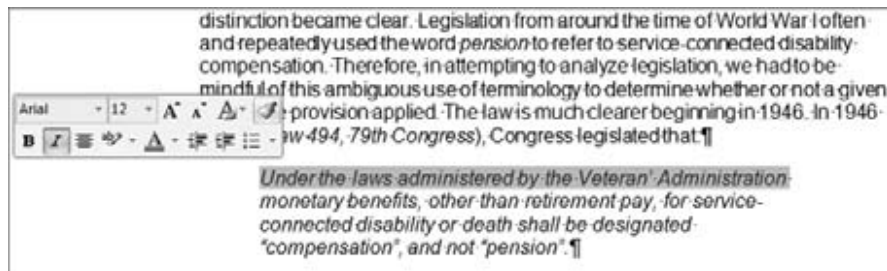 distinction became clear. Legislation from around the time of World War I often
and repeatedly used the word pension to refer to service-connected disability
compensation. Therefore, in attempting to analyze legislation, we had to be
mindful of this ambiguous use of terminology to determine whether or not a given
Arial 12 A A A
e provision applied. The law is much clearer beginning in 1946. In 1946
B I ab A
aw 494, 79th Congress), Congress legislated that:¶
Under the laws administered by the Veteran' Administration
monetary benefits, other than retirement pay, for service-
connected disability or death shall be designated
"compensation", and not "pension".¶